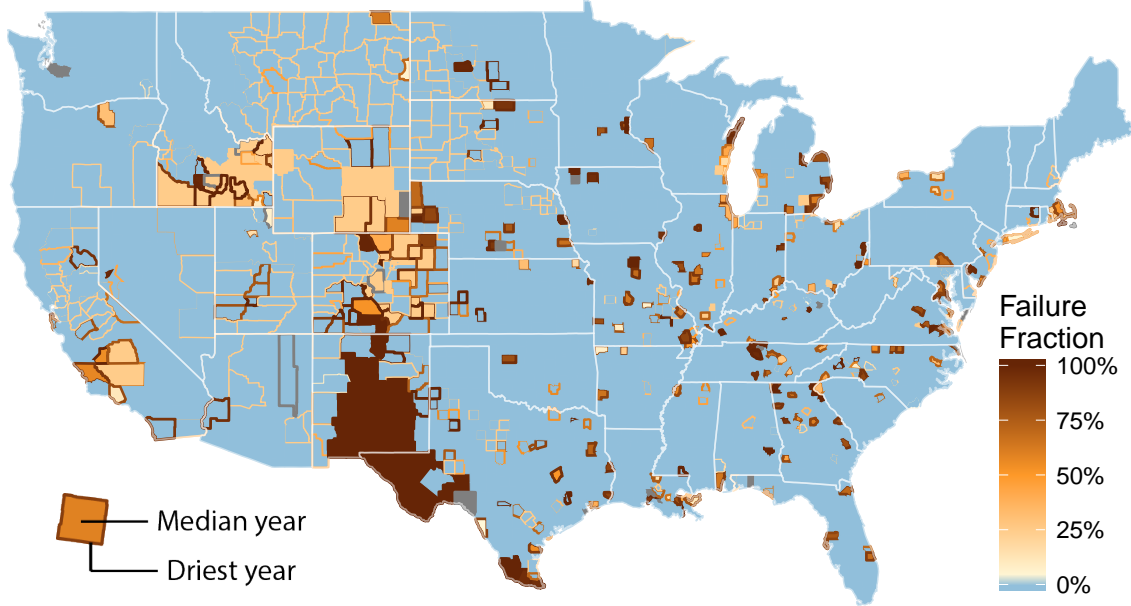 Failure
Fraction
100%
75%
50%
25%
0%
Median year
Driest year